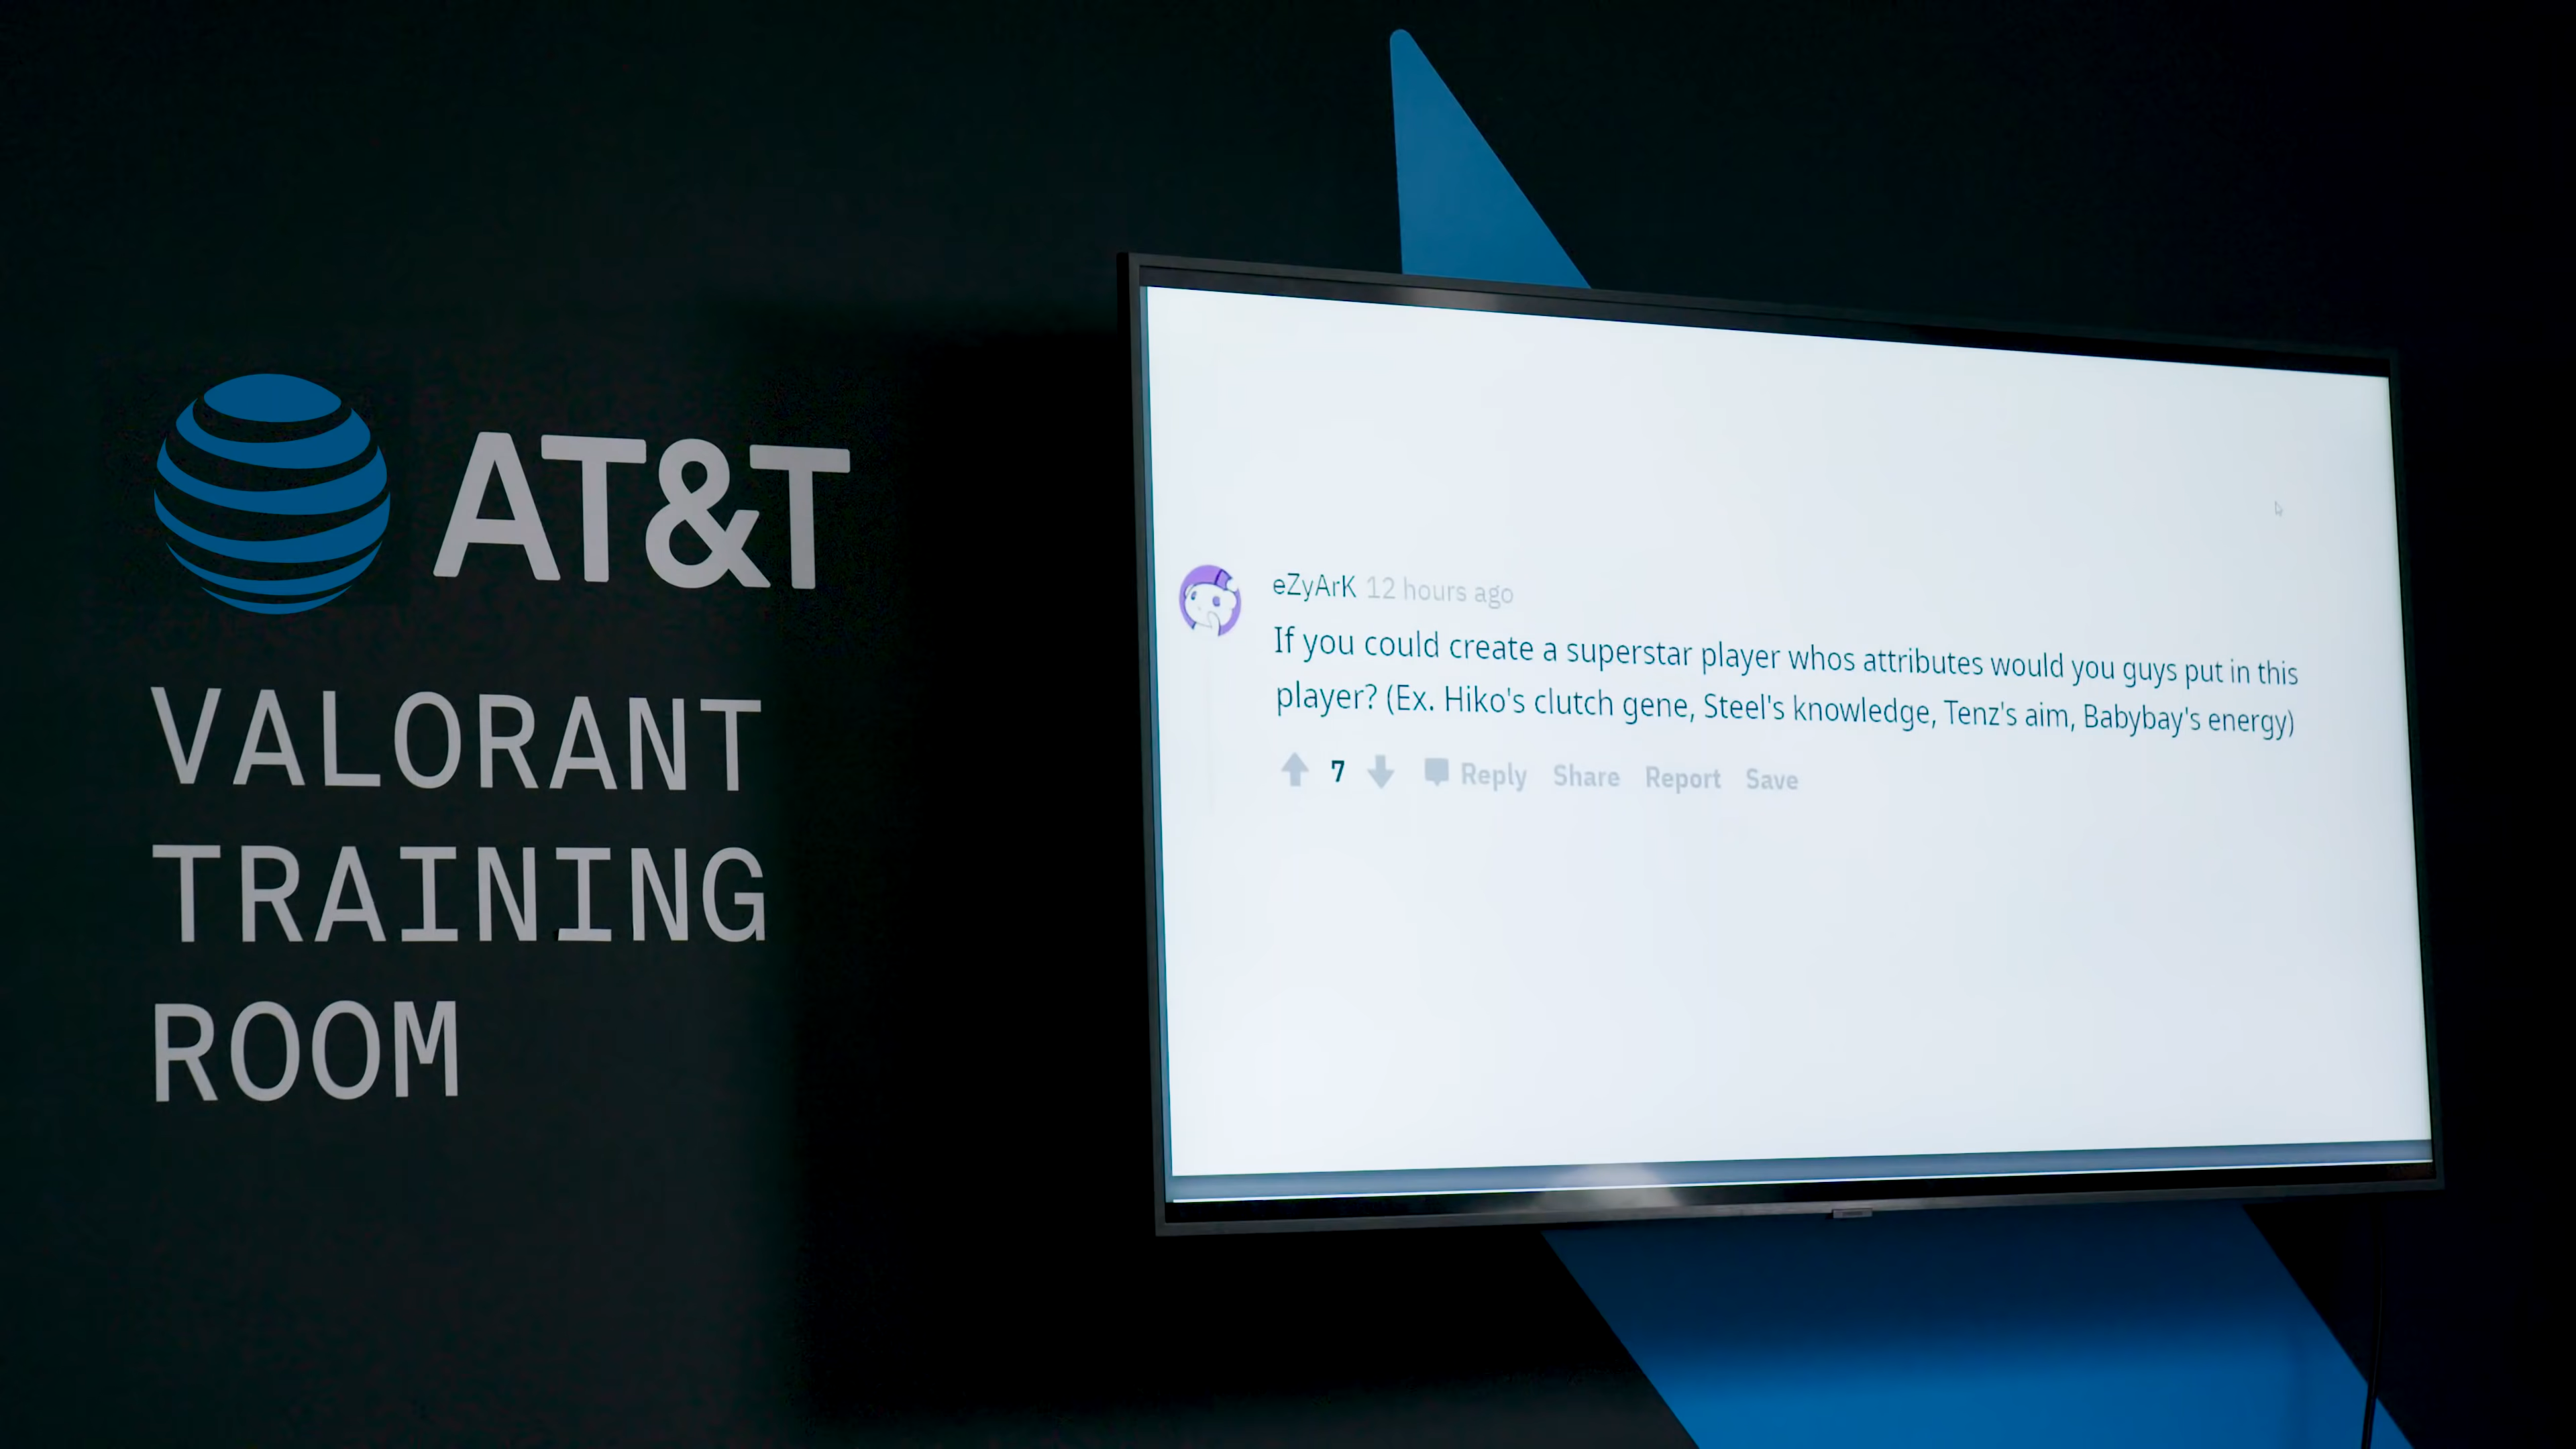 AT&T
VALORANT
TRAINING
ROOM
eZyArK 12 hours ago
If you could create a superstar player whos attributes would you guys put in this
player? (Ex. Hiko's clutch gene, Steel's knowledge, Tenz's aim, Babybay's energy)
7 Reply Share Report Save